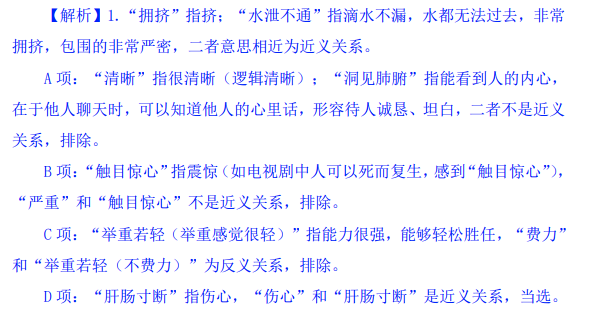 【解析】1.“拥挤”指挤；“水泄不通”指滴水不漏，水都无法过去，非常
拥挤，包围的非常严密，二者意思相近为近义关系。
A 项：“清晰”指很清晰（逻辑清晰）；“洞见肺腑”指能看到人的内心，
在于他人聊天时，可以知道他人的心里话，形容待人诚恳、坦白，二者不是近义
关系，排除。
B 项：“触目惊心”指震惊（如电视剧中人可以死而复生，感到“触目惊心”），
“严重”和“触目惊心”不是近义关系，排除。
C 项：“举重若轻（举重感觉很轻）”指能力很强，能够轻松胜任，“费力”
和“举重若轻（不费力）”为反义关系，排除。
D 项：“肝肠寸断”指伤心，“伤心”和“肝肠寸断”是近义关系，当选。